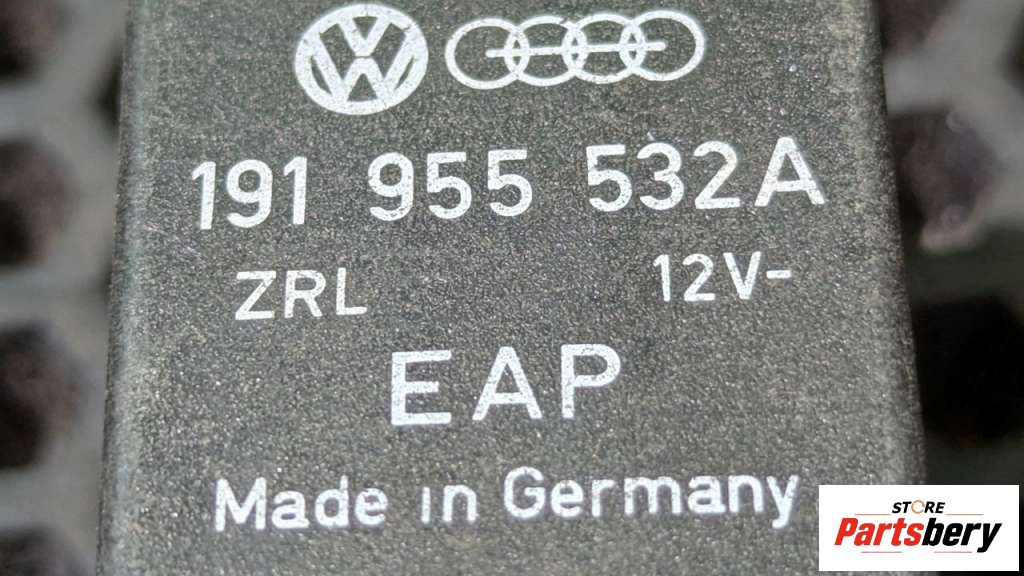 191 955 532A
ZRL 12V-
EAP
Made in Germany
STORE
Partsbery